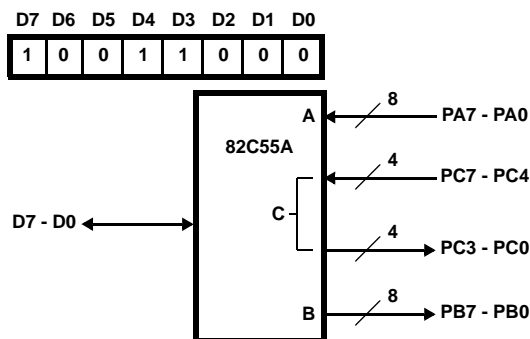 D7 D6 D5 D4 D3 D2 D1 D0
1 0 0 1 1 0 0 0
A 8 PA7 - PA0
82C55A
4 PC7 - PC4
C
D7 - D0
4 PC3 - PC0
B 8 PB7 - PB0